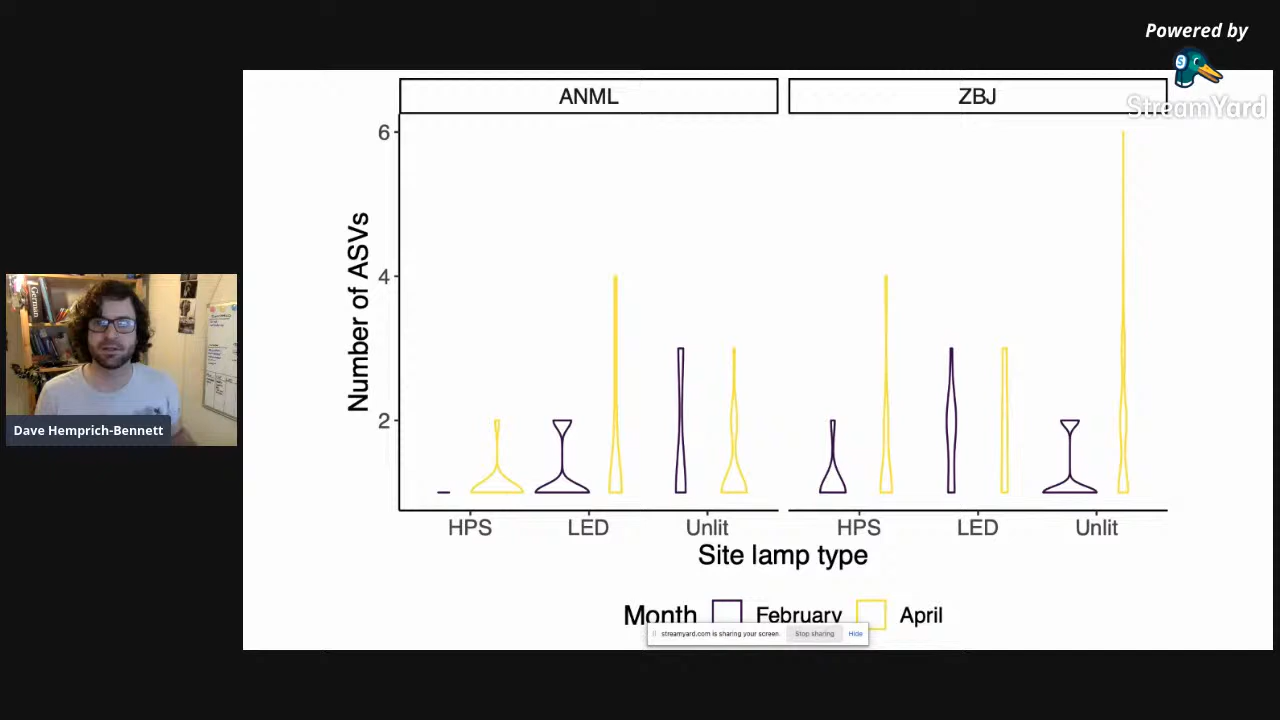 Powered by
StreamYard
ANML
ZBJ
6
4
2
Number of ASVs
HPS
LED
Unlit
HPS
LED
Unlit
Site lamp type
Month
February
April
streamyard.com is sharing your screen.
Stop sharing
Hide
German
Dave Hemprich-Bennett